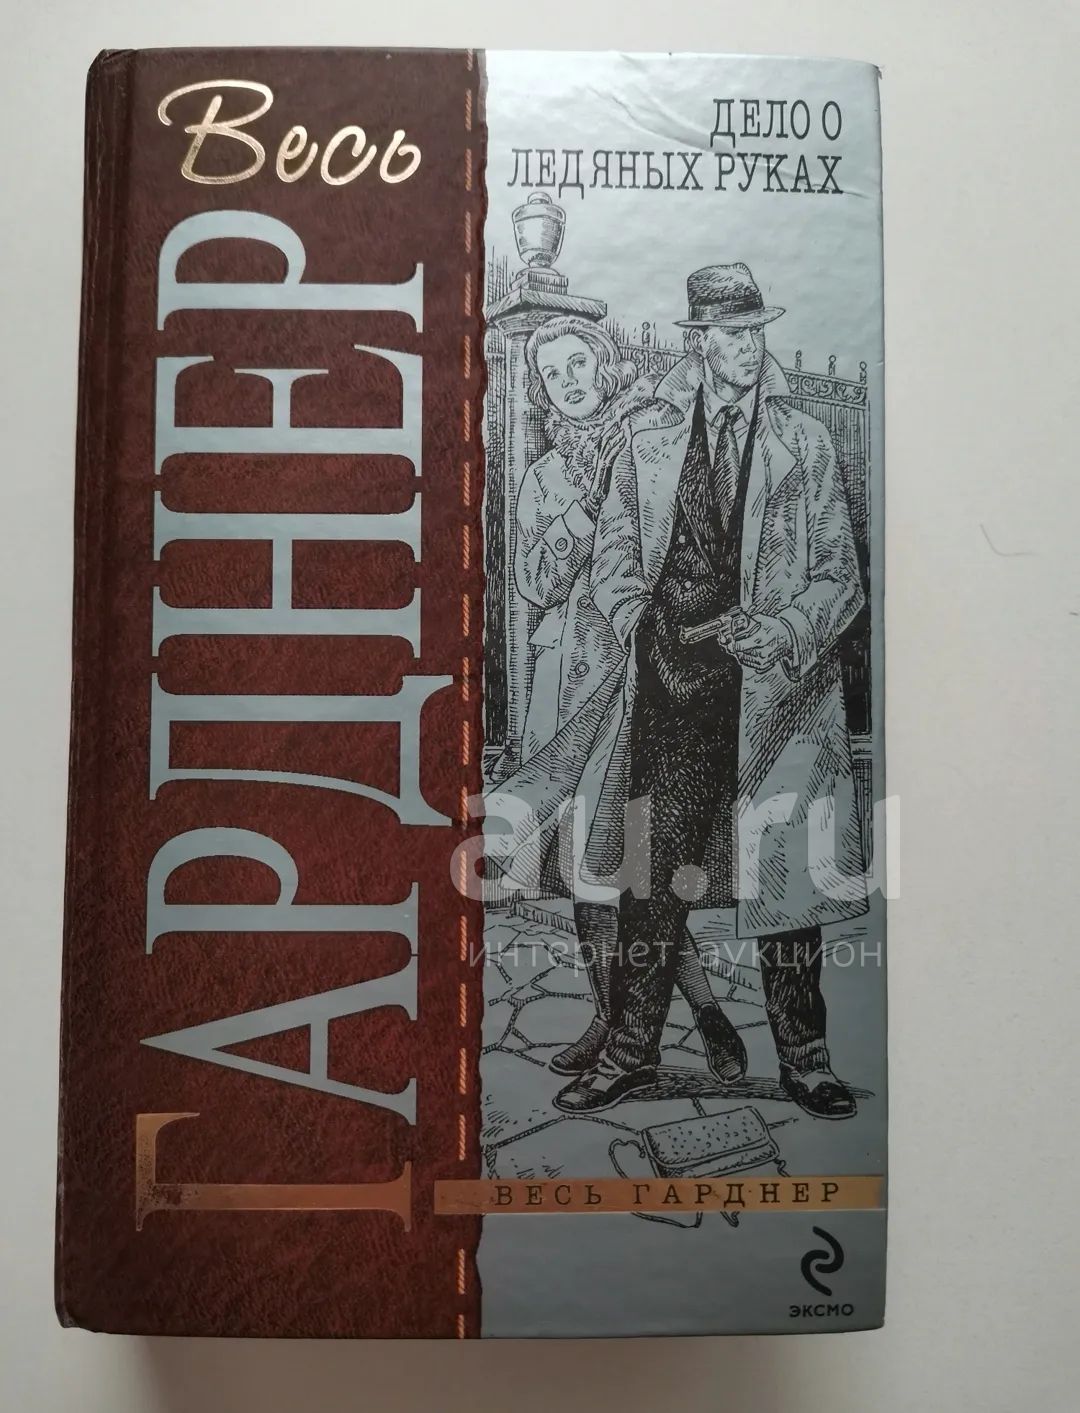 Весь
ГАРДНЕР
ДЕЛО О
ЛЕДЯНЫХ РУКАХ
au.ru
интернет-аукцион
ВЕСЬ ГАРДНЕР
ЭКСМО